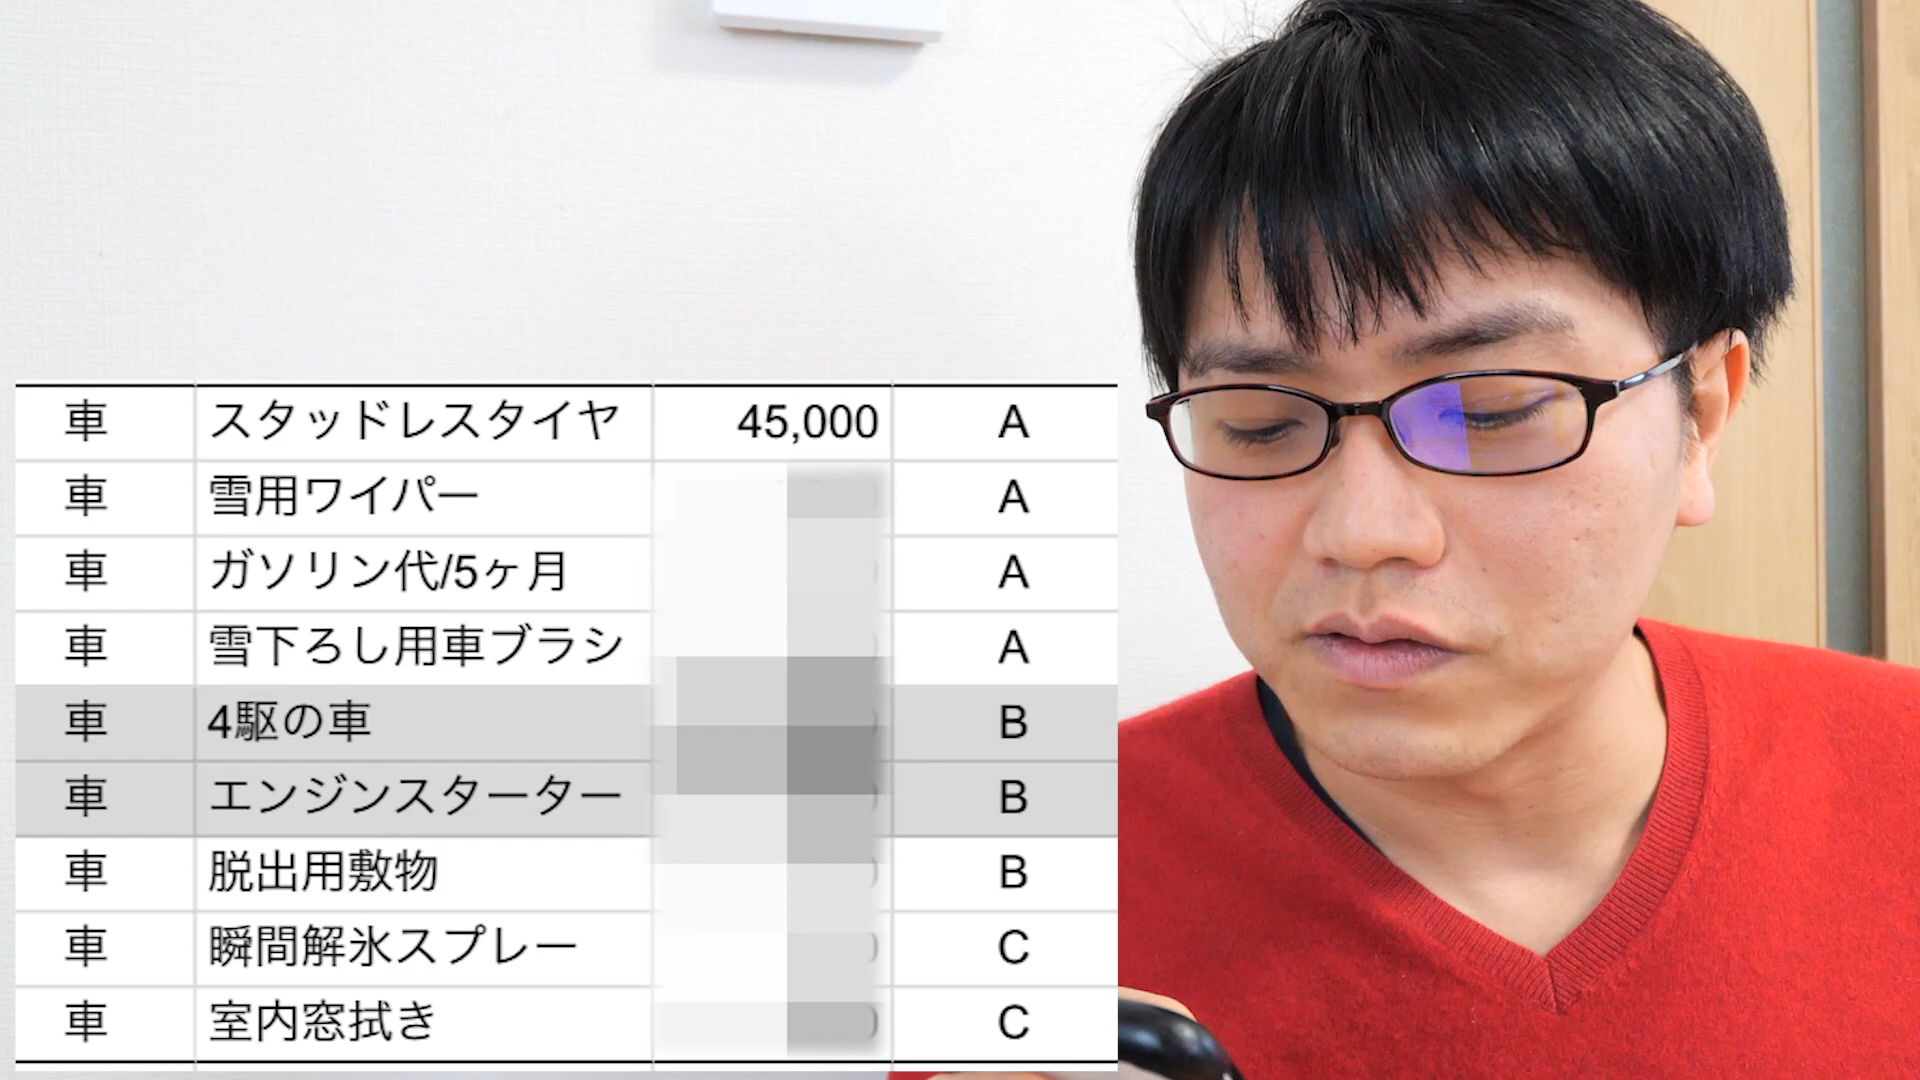 車 スタッドレスタイヤ 45,000 A
車 雪用ワイパー A
車 ガソリン代/5ヶ月 A
車 雪下ろし用車ブラシ A
車 4駆の車 B
車 エンジンスターター B
車 脱出用敷物 B
車 瞬間解氷スプレー C
車 室内窓拭き C